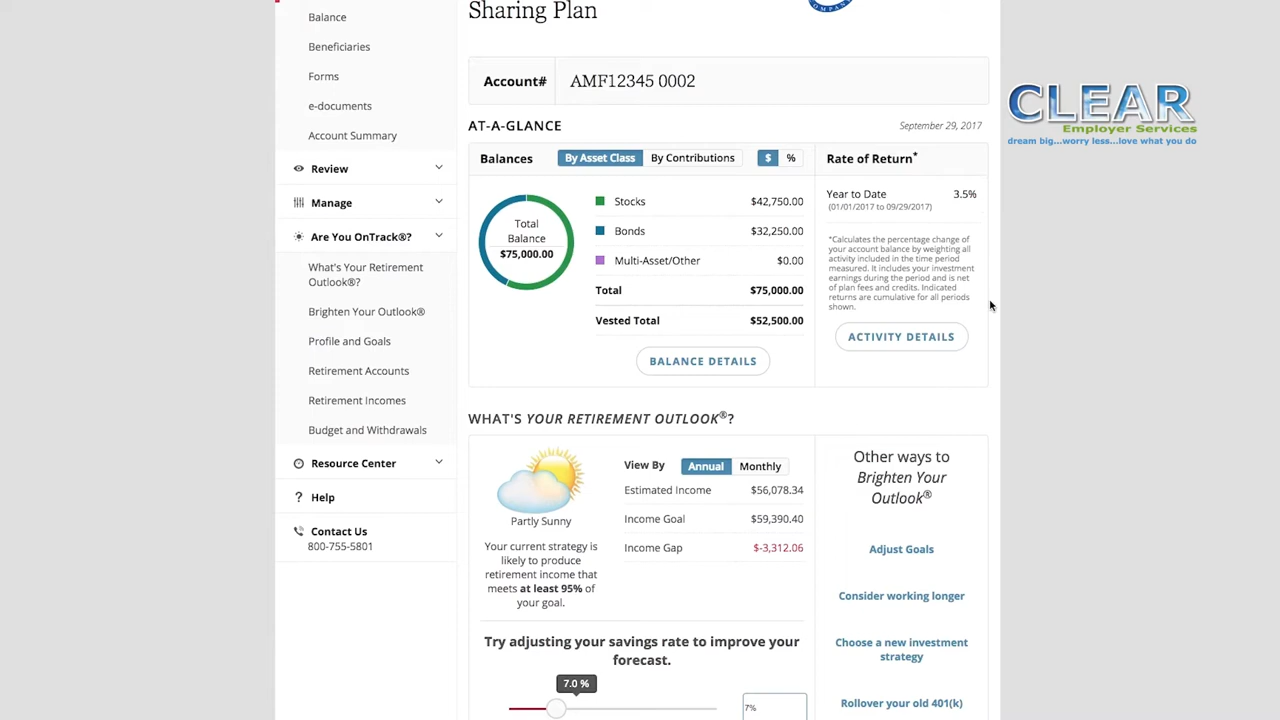 Sharing Plan
COMPANY
CLEAR
Employer Services
dream big...worry less...love what you do
Balance
Beneficiaries
Forms
e-documents
Account Summary
Review
Manage
Are You OnTrack®?
What's Your Retirement
Outlook®?
Brighten Your Outlook®
Profile and Goals
Retirement Accounts
Retirement Incomes
Budget and Withdrawals
Resource Center
? Help
Contact Us
800-755-5801
Account# AMF12345 0002
AT-A-GLANCE September 29, 2017
Balances By Asset Class By Contributions $ %
Total
Balance
$75,000.00
Stocks $42,750.00
Bonds $32,250.00
Multi-Asset/Other $0.00
Total $75,000.00
Vested Total $52,500.00
BALANCE DETAILS
Rate of Return*
Year to Date 3.5%
(01/01/2017 to 09/29/2017)
*Calculates the percentage change of
your account balance by weighting all
activity included in the time period
measured. It includes your investment
earnings during the period and is net
of plan fees and credits. Indicated
returns are cumulative for all periods
shown.
ACTIVITY DETAILS
WHAT'S YOUR RETIREMENT OUTLOOK®?
Partly Sunny
Your current strategy is
likely to produce
retirement income that
meets at least 95% of
your goal.
View By Annual Monthly
Estimated Income $56,078.34
Income Goal $59,390.40
Income Gap $-3,312.06
Try adjusting your savings rate to improve your
forecast.
7.0 %
7%
Other ways to
Brighten Your
Outlook®
Adjust Goals
Consider working longer
Choose a new investment
strategy
Rollover your old 401(k)